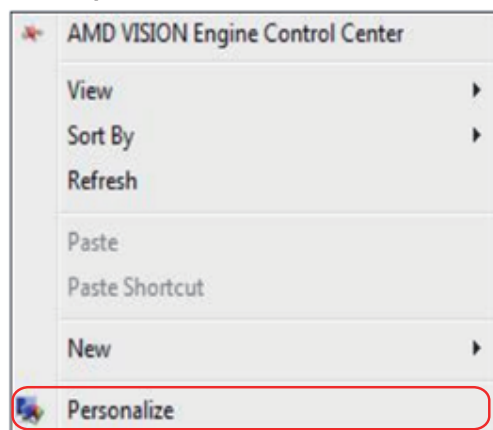 AMD VISION Engine Control Center
View
Sort By
Refresh
Paste
Paste Shortcut
New
Personalize